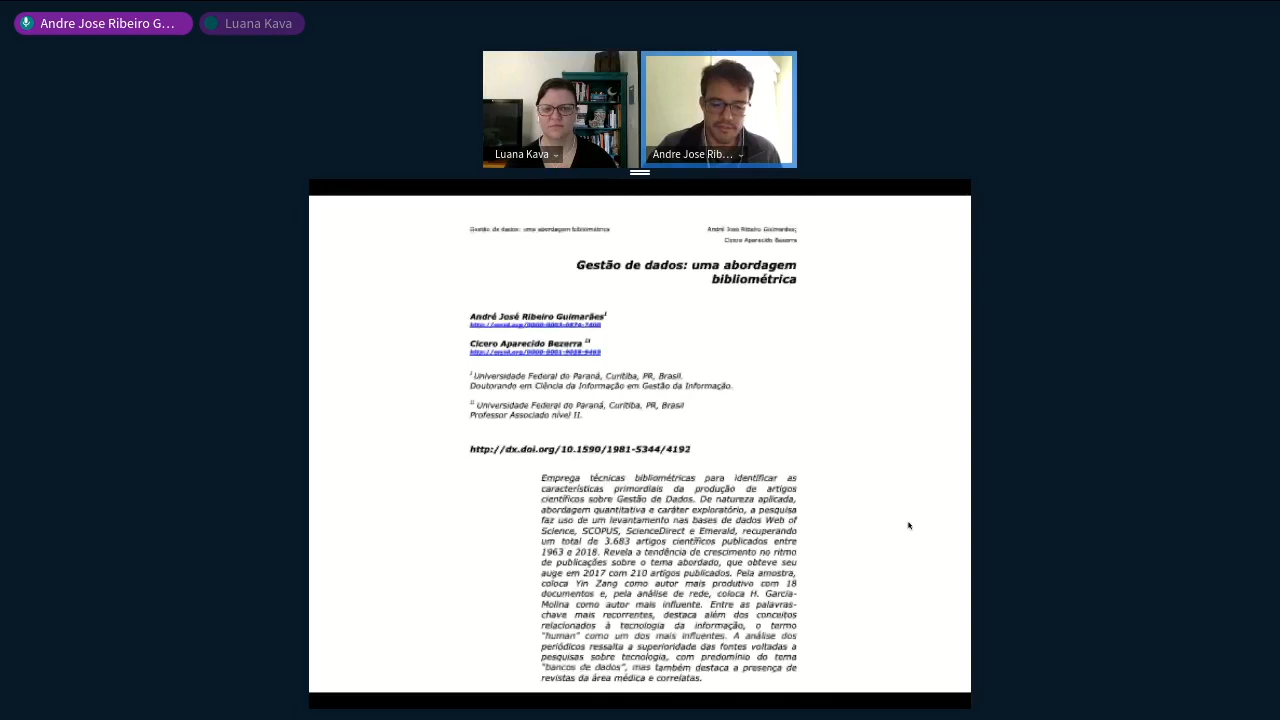 Andre Jose Ribeiro G...
Luana Kava
Luana Kava
Andre Jose Rib...
Gestão de dados: uma abordagem bibliométrica
André José Ribeiro Guimarães;
Cícero Aparecido Bezerra
Gestão de dados: uma abordagem
bibliométrica
André José Ribeiro Guimarães I
Cícero Aparecido Bezerra II
I Universidade Federal do Paraná, Curitiba, PR, Brasil.
Doutorando em Ciência da Informação em Gestão da Informação.
II Universidade Federal do Paraná, Curitiba, PR, Brasil
Professor Associado nível II.
http://dx.doi.org/10.1590/1981-5344/4192
Emprega técnicas bibliométricas para identificar as
características primordiais da produção de artigos
científicos sobre Gestão de Dados. De natureza aplicada,
abordagem quantitativa e caráter exploratório, a pesquisa
faz uso de um levantamento nas bases de dados Web of
Science, SCOPUS, ScienceDirect e Emerald, recuperando
um total de 3.683 artigos científicos publicados entre
1963 e 2018. Revela a tendência de crescimento no ritmo
de publicações sobre o tema abordado, que obteve seu
auge em 2017 com 210 artigos publicados. Pela amostra,
coloca Yin Zang como autor mais produtivo com 18
documentos e, pela análise de rede, coloca H. Garcia-
Molina como autor mais influente. Entre as palavras-
chave mais recorrentes, destaca além dos conceitos
relacionados à tecnologia da informação, o termo
"human" como um dos mais influentes. A análise dos
periódicos ressalta a superioridade das fontes voltadas a
pesquisas sobre tecnologia, com predomínio do tema
"bancos de dados", mas também destaca a presença de
revistas da área médica e correlatas.